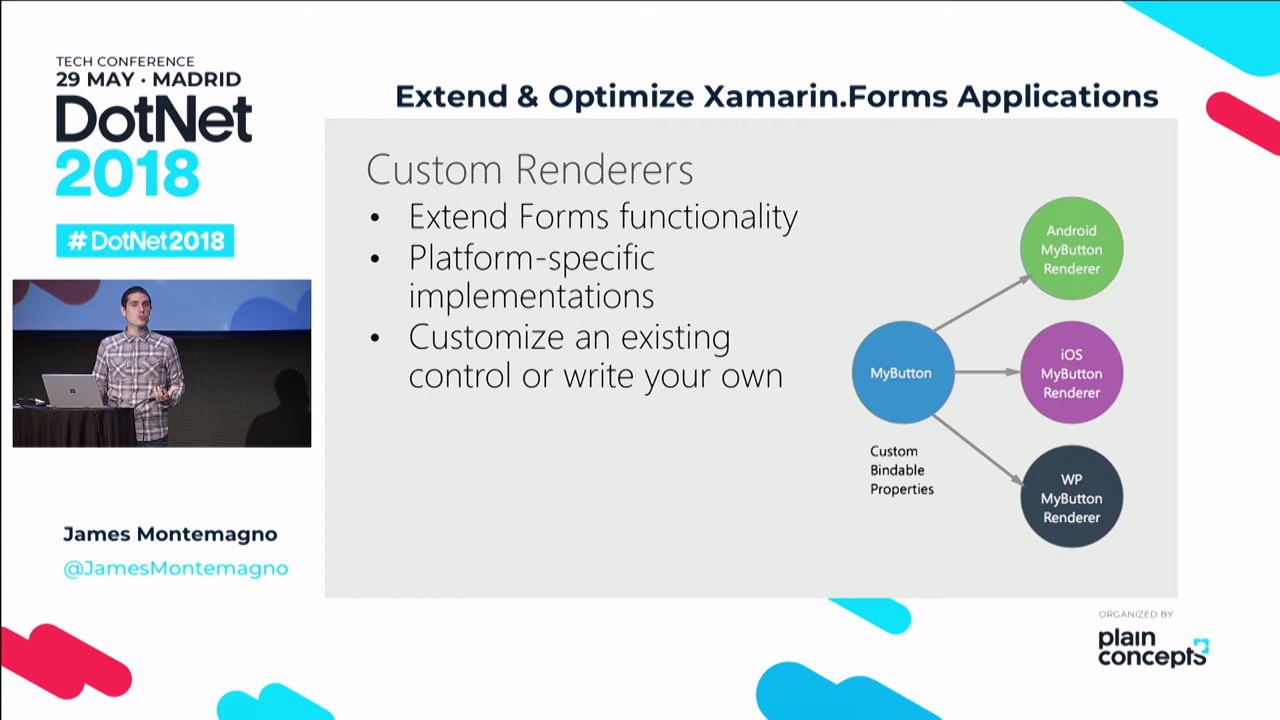 TECH CONFERENCE
29 MAY · MADRID
DotNet
2018
#DotNet2018
Extend & Optimize Xamarin.Forms Applications
Custom Renderers
• Extend Forms functionality
• Platform-specific
implementations
• Customize an existing
control or write your own
MyButton
Custom
Bindable
Properties
Android
MyButton
Renderer
iOS
MyButton
Renderer
WP
MyButton
Renderer
James Montemagno
@JamesMontemagno
ORGANIZED BY
plain
concepts